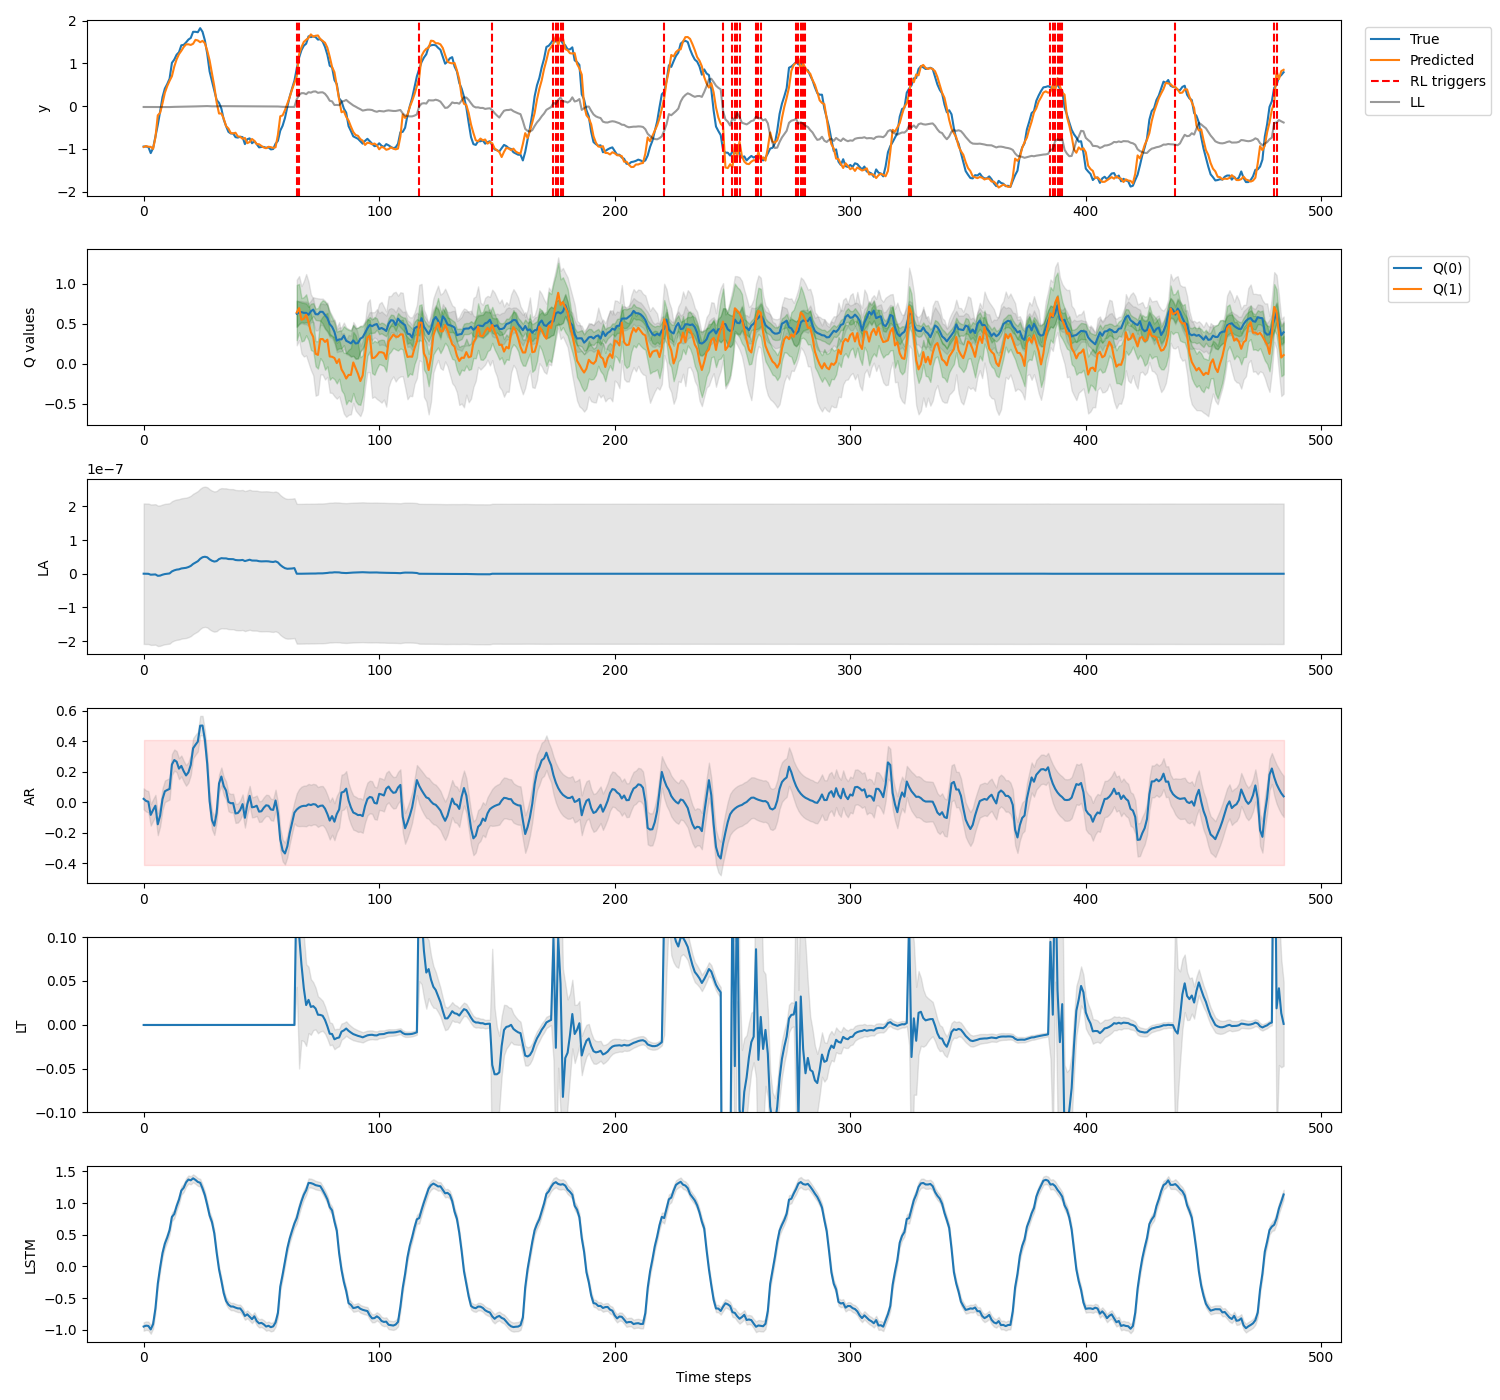 y
2
1
0
−1
−2
0 100 200 300 400 500
True
Predicted
RL triggers
LL
Q values
1.0
0.5
0.0
−0.5
0 100 200 300 400 500
Q(0)
Q(1)
1e−7
LA
2
1
0
−1
−2
0 100 200 300 400 500
AR
0.6
0.4
0.2
0.0
−0.2
−0.4
0 100 200 300 400 500
LT
0.10
0.05
0.00
−0.05
−0.10
0 100 200 300 400 500
LSTM
1.5
1.0
0.5
0.0
−0.5
−1.0
0 100 200 300 400 500
Time steps